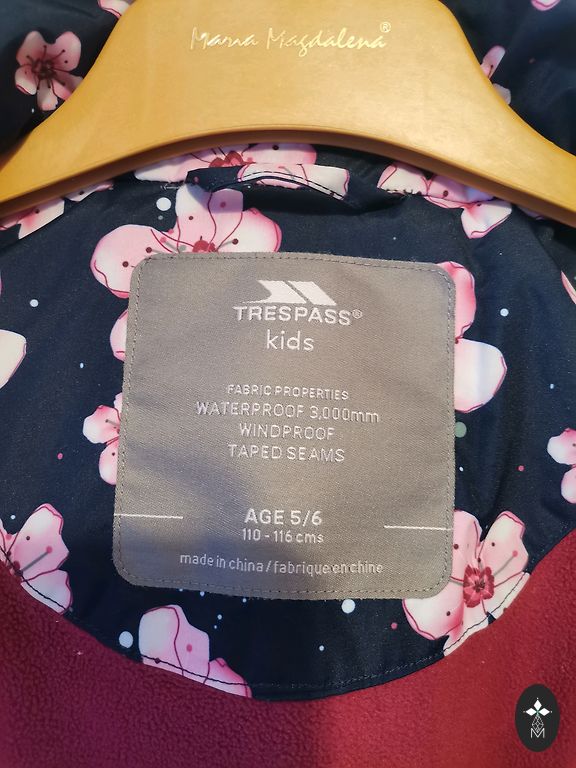 Maria Magdalena®
TRESPASS®
kids
FABRIC PROPERTIES
WATERPROOF 3,000mm
WINDPROOF
TAPED SEAMS
AGE 5/6
110 - 116 cms
made in china / fabrique en chine
M